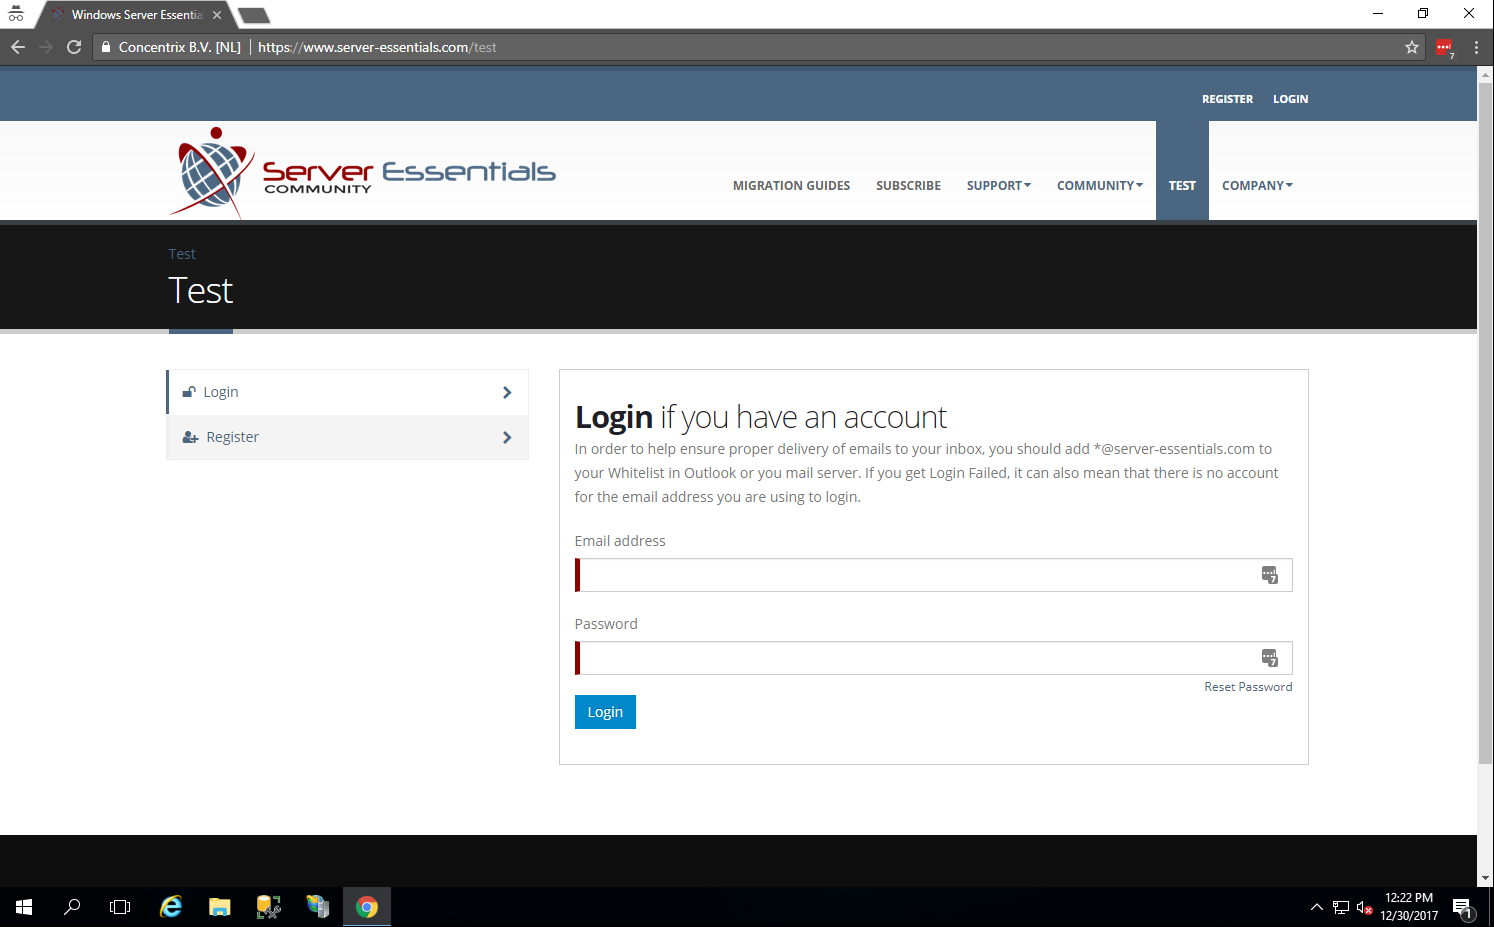 Windows Server Essentia
Concentrix B.V. [NL] https://www.server-essentials.com/test
7
REGISTER LOGIN
Server Essentials
COMMUNITY
MIGRATION GUIDES SUBSCRIBE SUPPORT COMMUNITY TEST COMPANY
Test
Test
Login
Register
Login if you have an account
In order to help ensure proper delivery of emails to your inbox, you should add *@server-essentials.com to
your Whitelist in Outlook or you mail server. If you get Login Failed, it can also mean that there is no account
for the email address you are using to login.
Email address
7
Password
7
Reset Password
Login
12:22 PM
12/30/2017
1